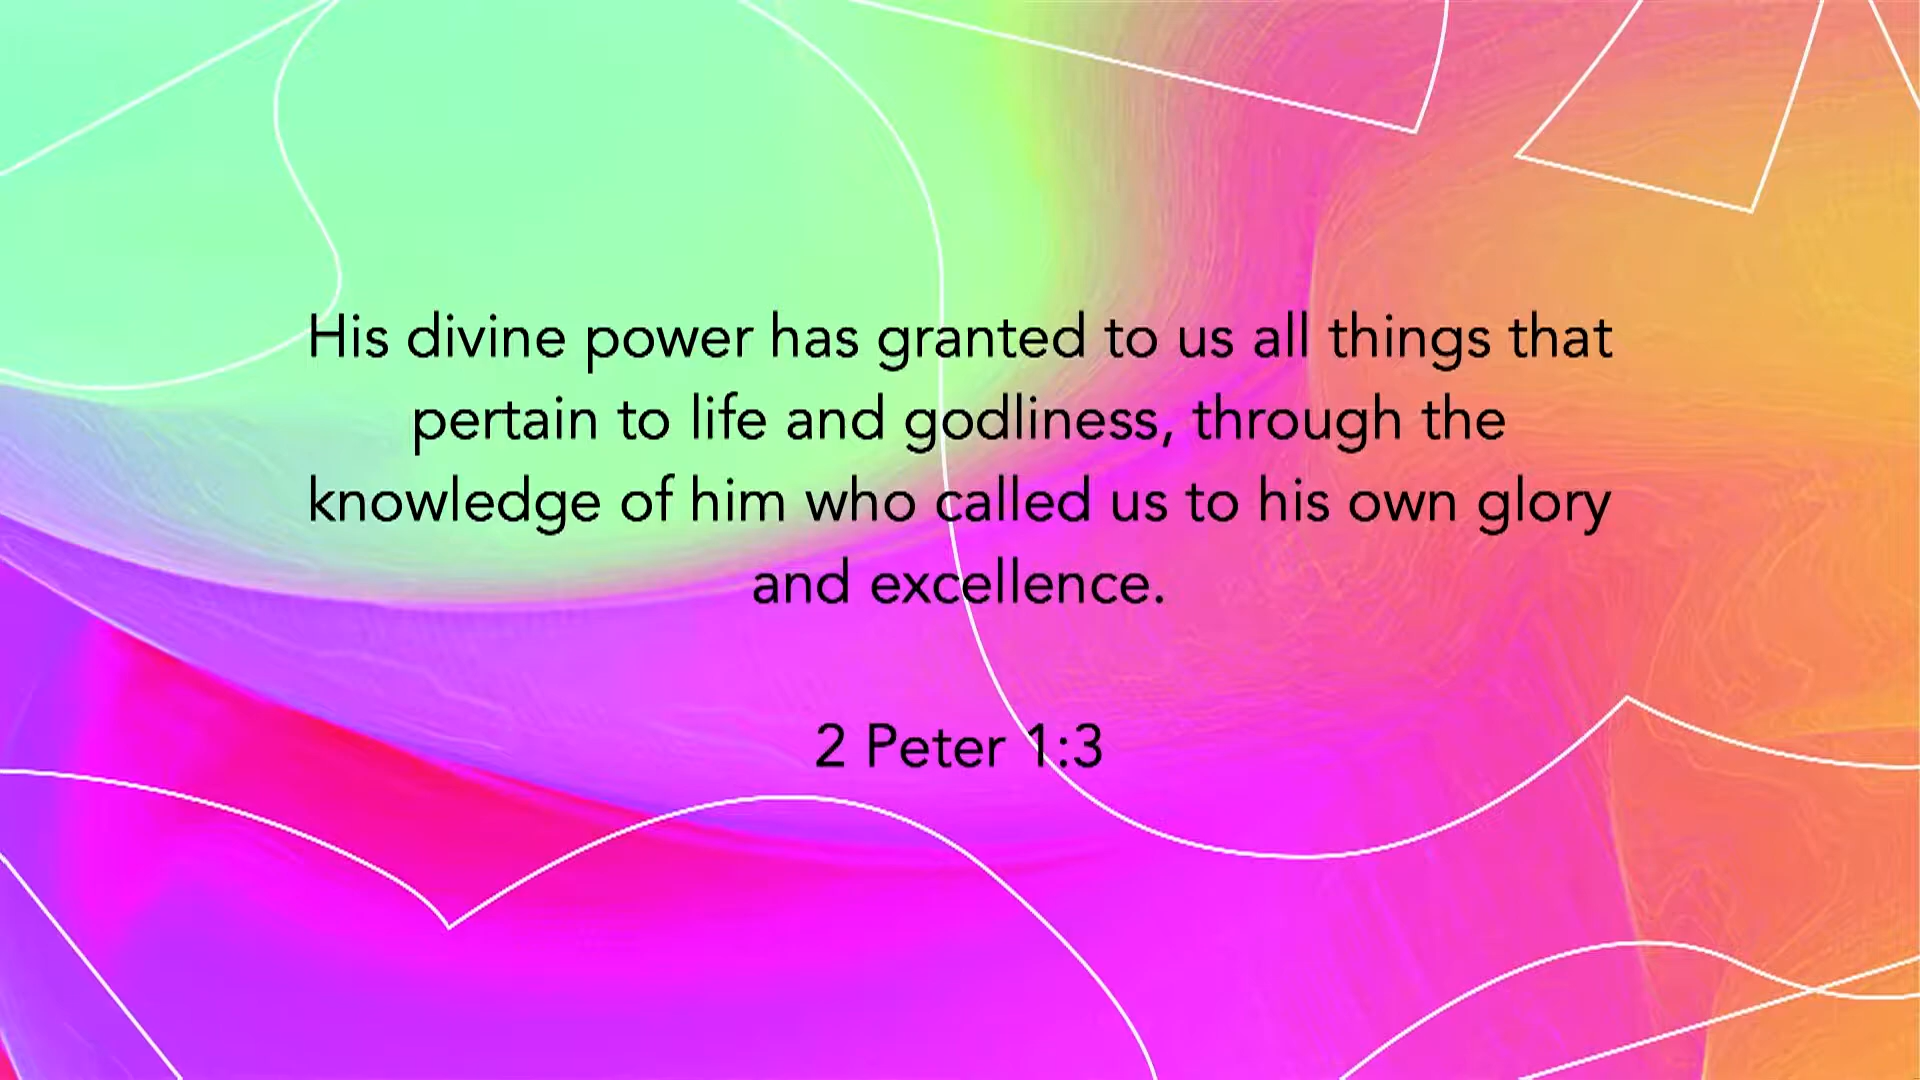 His divine power has granted to us all things that
pertain to life and godliness, through the
knowledge of him who called us to his own glory
and excellence.
2 Peter 1:3